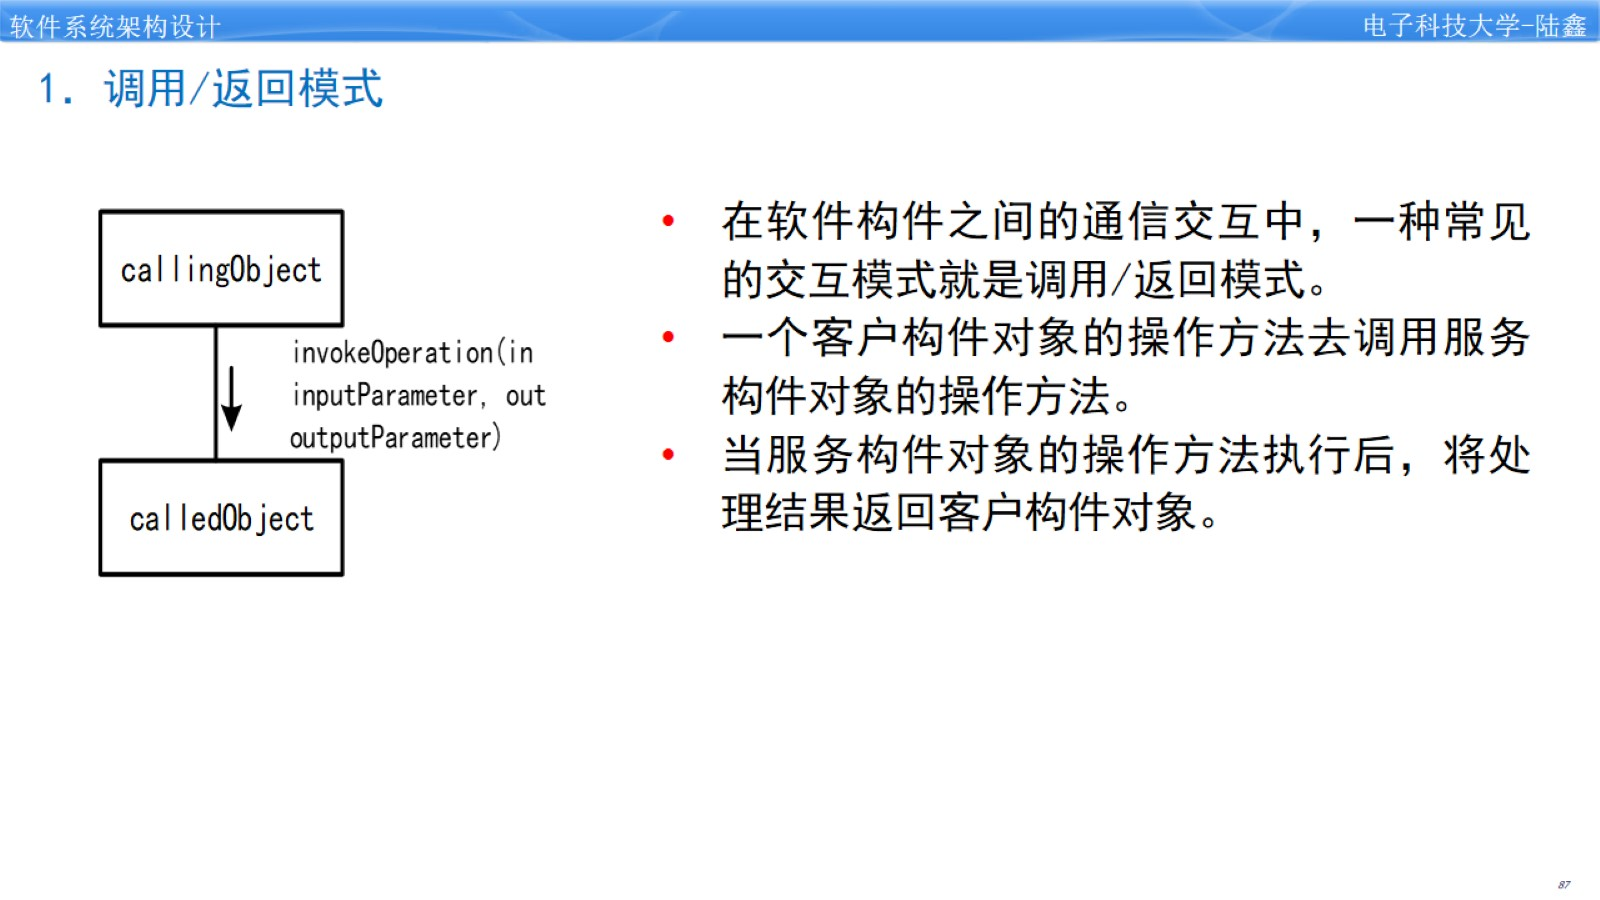 软件系统架构设计
电子科技大学-陆鑫
1. 调用/返回模式
callingObject
invokeOperation(in
inputParameter, out
outputParameter)
calledObject
• 在软件构件之间的通信交互中，一种常见
的交互模式就是调用/返回模式。
• 一个客户构件对象的操作方法去调用服务
构件对象的操作方法。
• 当服务构件对象的操作方法执行后，将处
理结果返回客户构件对象。
87